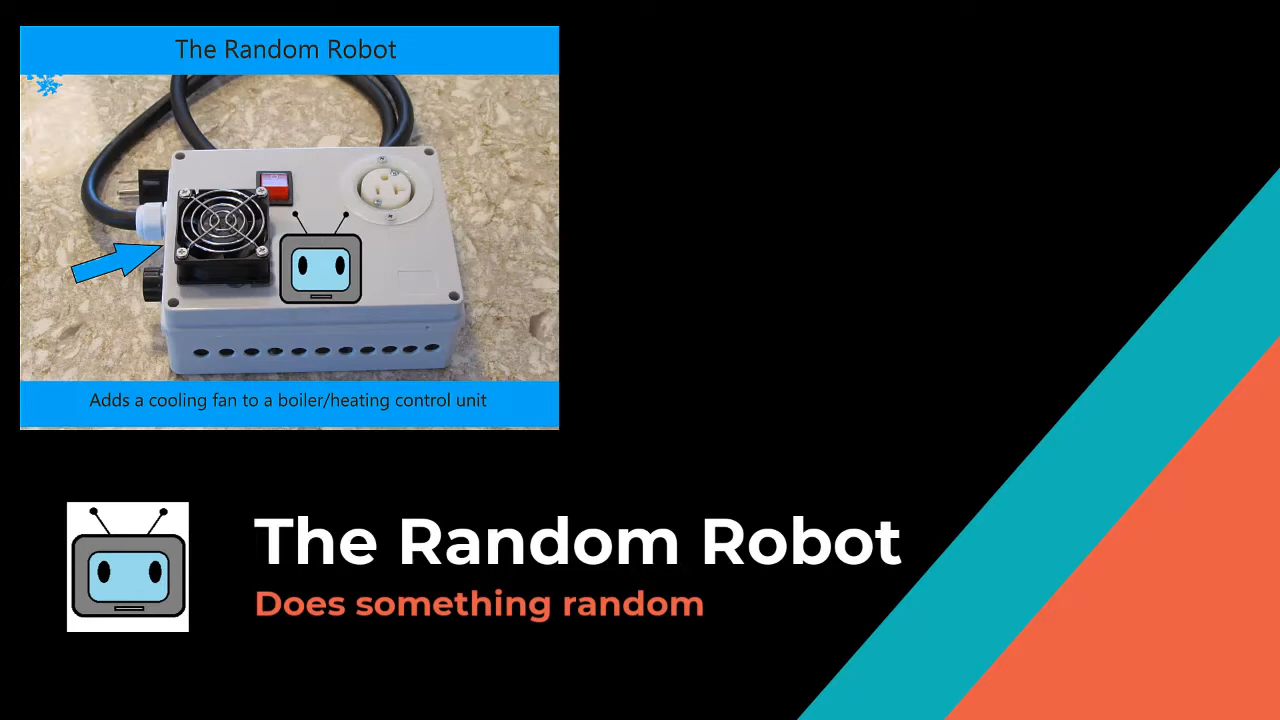 The Random Robot
Adds a cooling fan to a boiler/heating control unit
The Random Robot
Does something random